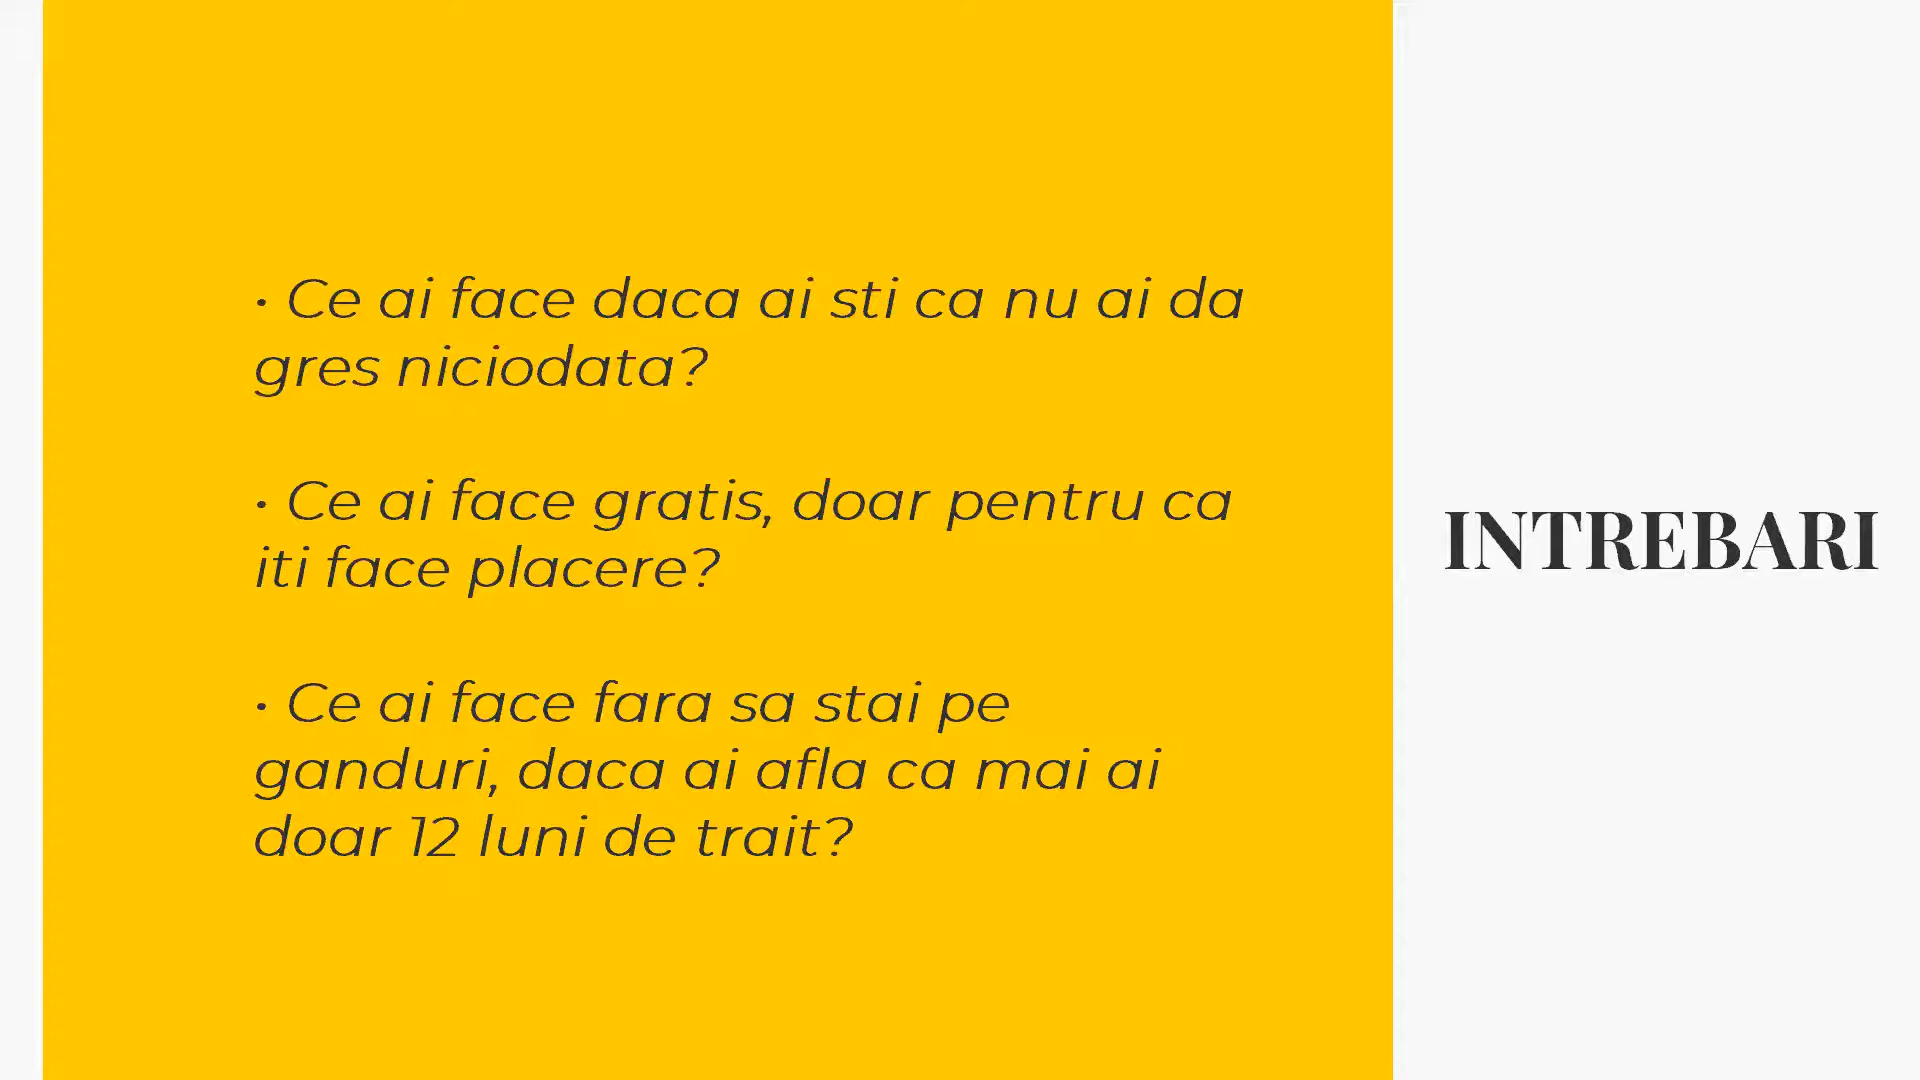 • Ce ai face daca ai sti ca nu ai da
gres niciodata?
• Ce ai face gratis, doar pentru ca
iti face placere?
• Ce ai face fara sa stai pe
ganduri, daca ai afla ca mai ai
doar 12 luni de trait?
INTREBARI